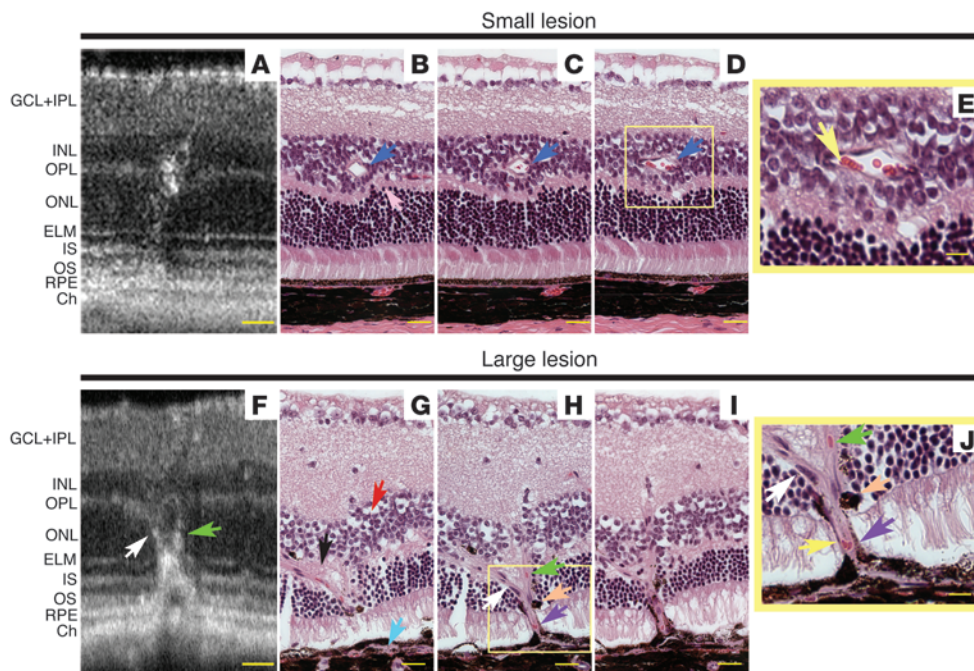 Small lesion
A
B
C
D
E
GCL+IPL
INL
OPL
ONL
ELM
IS
OS
RPE
Ch
Large lesion
F
G
H
I
J
GCL+IPL
INL
OPL
ONL
ELM
IS
OS
RPE
Ch